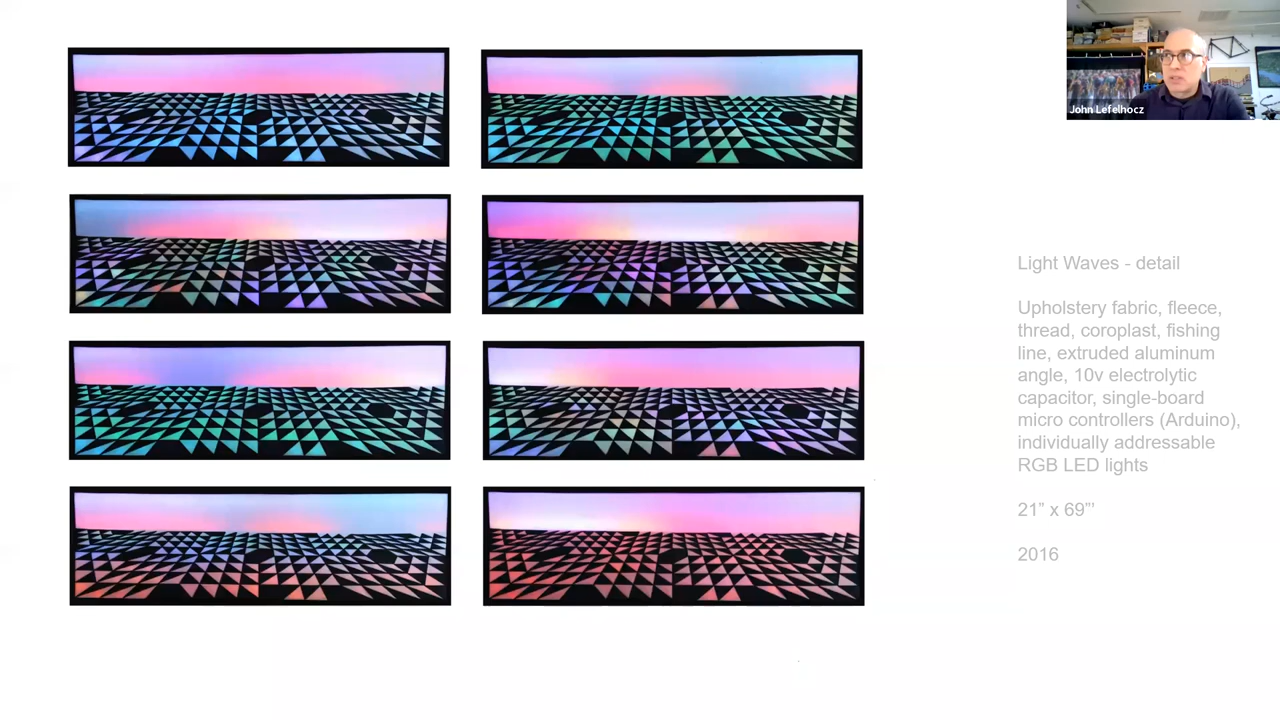 John Lefelhocz
Light Waves - detail
Upholstery fabric, fleece,
thread, coroplast, fishing
line, extruded aluminum
angle, 10v electrolytic
capacitor, single-board
micro controllers (Arduino),
individually addressable
RGB LED lights
21” x 69”'
2016